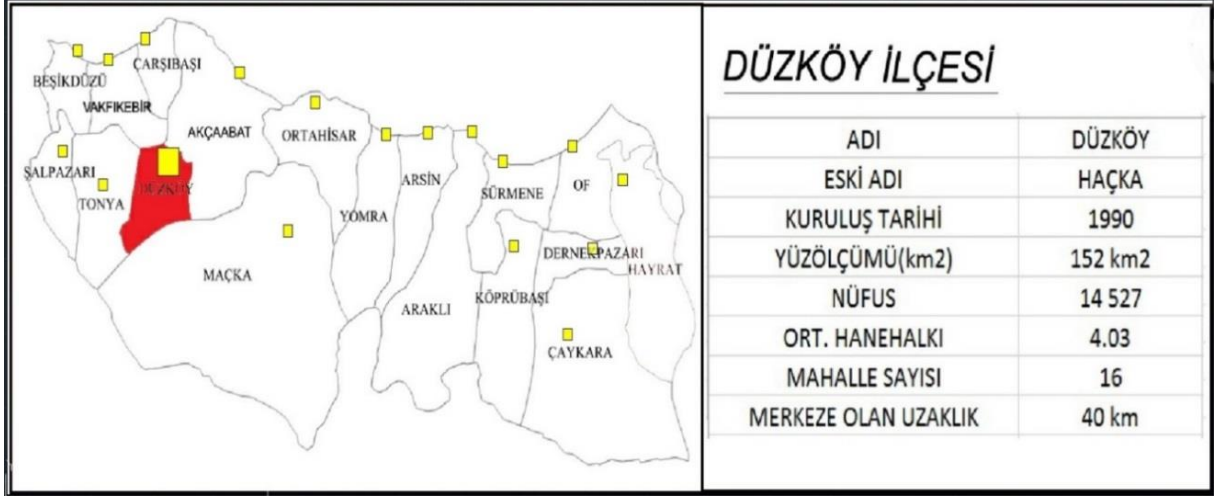 ÇARŞIBAŞI
BEŞİKDÜZÜ
VAKFIKEBİR
AKÇAABAT
ORTAHİSAR
ŞALPAZARI
DÜZKÖY
TONYA
ARSİN
SÜRMENE
OF
YOMRA
DERNEKPAZARI
HAYRAT
MAÇKA
KÖPRÜBAŞI
ARAKLI
ÇAYKARA
DÜZKÖY İLÇESİ
ADI DÜZKÖY
ESKİ ADI HAÇKA
KURULUŞ TARİHİ 1990
YÜZÖLÇÜMÜ(km2) 152 km2
NÜFUS 14 527
ORT. HANEHALKI 4.03
MAHALLE SAYISI 16
MERKEZE OLAN UZAKLIK 40 km